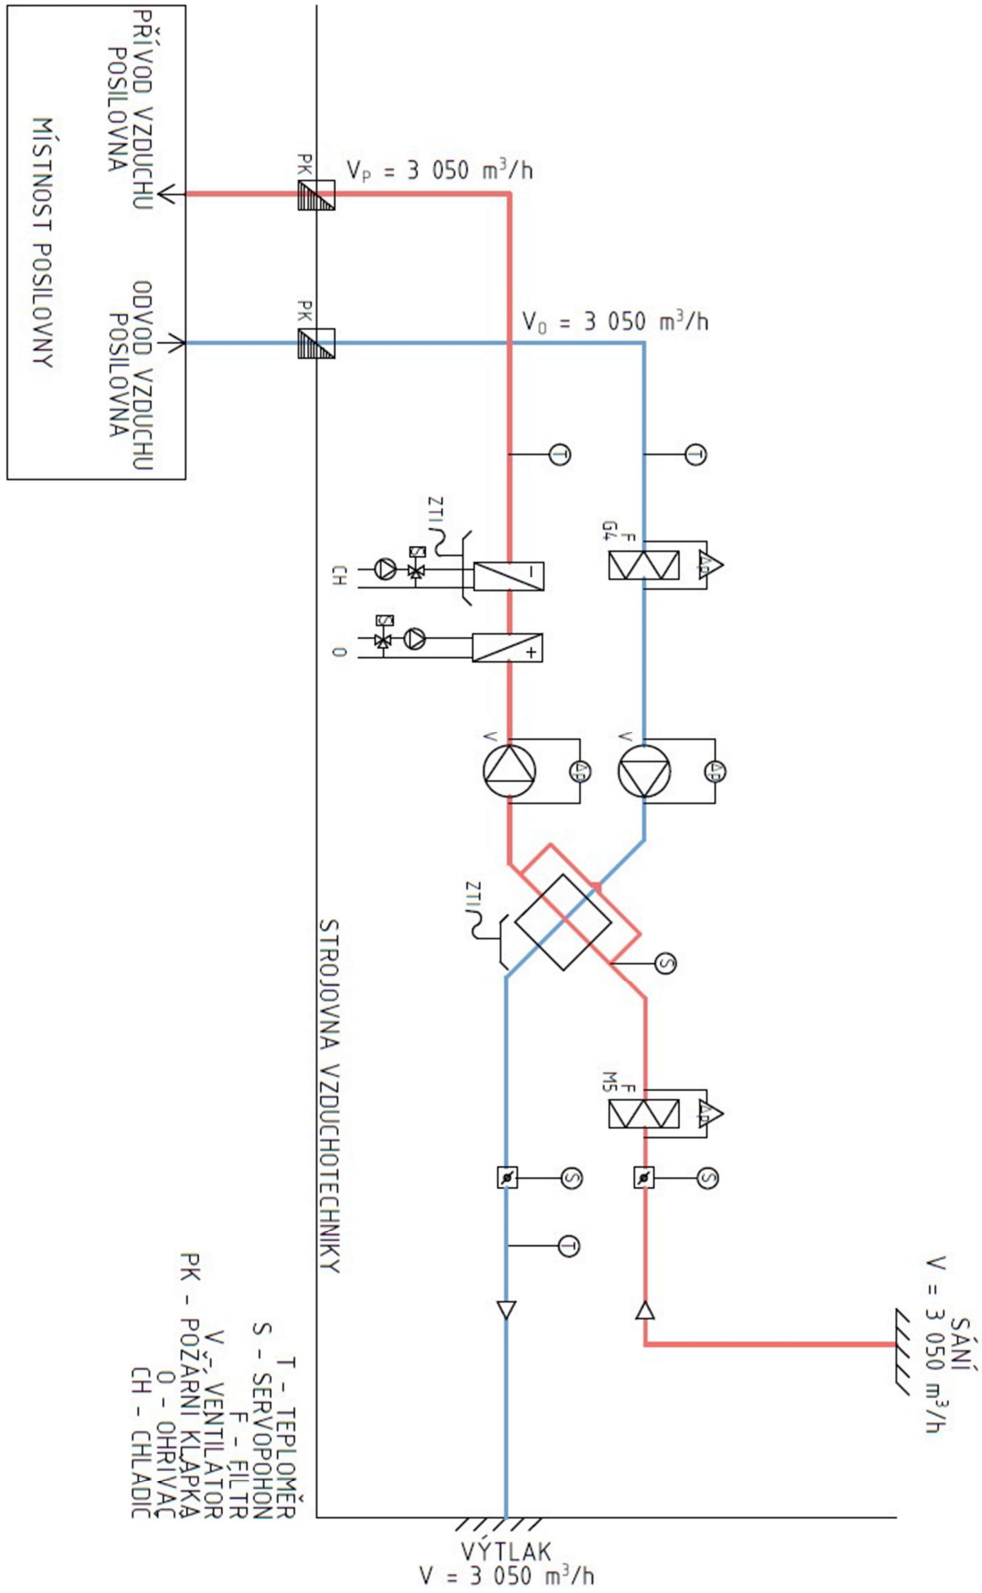 PŘÍVOD VZDUCHU
POSILOVNA
MÍSTNOST POSILOVNY
ODVOD VZDUCHU
POSILOVNA
PK
VP = 3 050 m³/h
PK
VO = 3 050 m³/h
T
T
ZTI
S
CH
-
F
G4
Δp
S
O
+
V
Δp
V
Δp
ZTI
S
STROJOVNA VZDUCHOTECHNIKY
F
M5
Δp
S
S
T
SÁNÍ
V = 3 050 m³/h
T - TEPLOMĚR
S - SERVOPOHON
F - FILTR
V - VENTILÁTOR
PK - POŽÁRNÍ KLAPKA
O - OHŘÍVAČ
CH - CHLADIČ
VÝTLAK
V = 3 050 m³/h